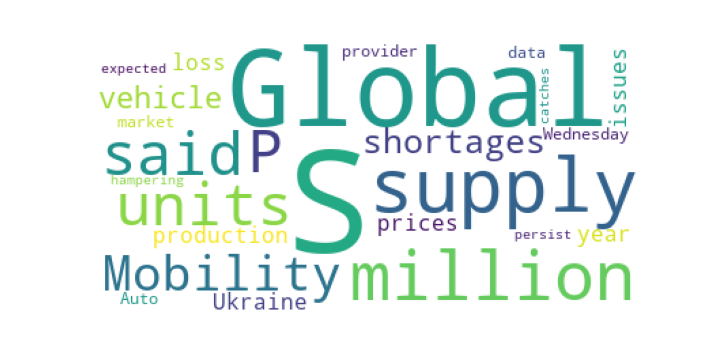 expected
loss
provider
data
Global
catches
issues
vehicle
market
Wednesday
said
P
shortages
S
supply
hampering
units
prices
production
persist
year
Mobility
million
Auto
Ukraine